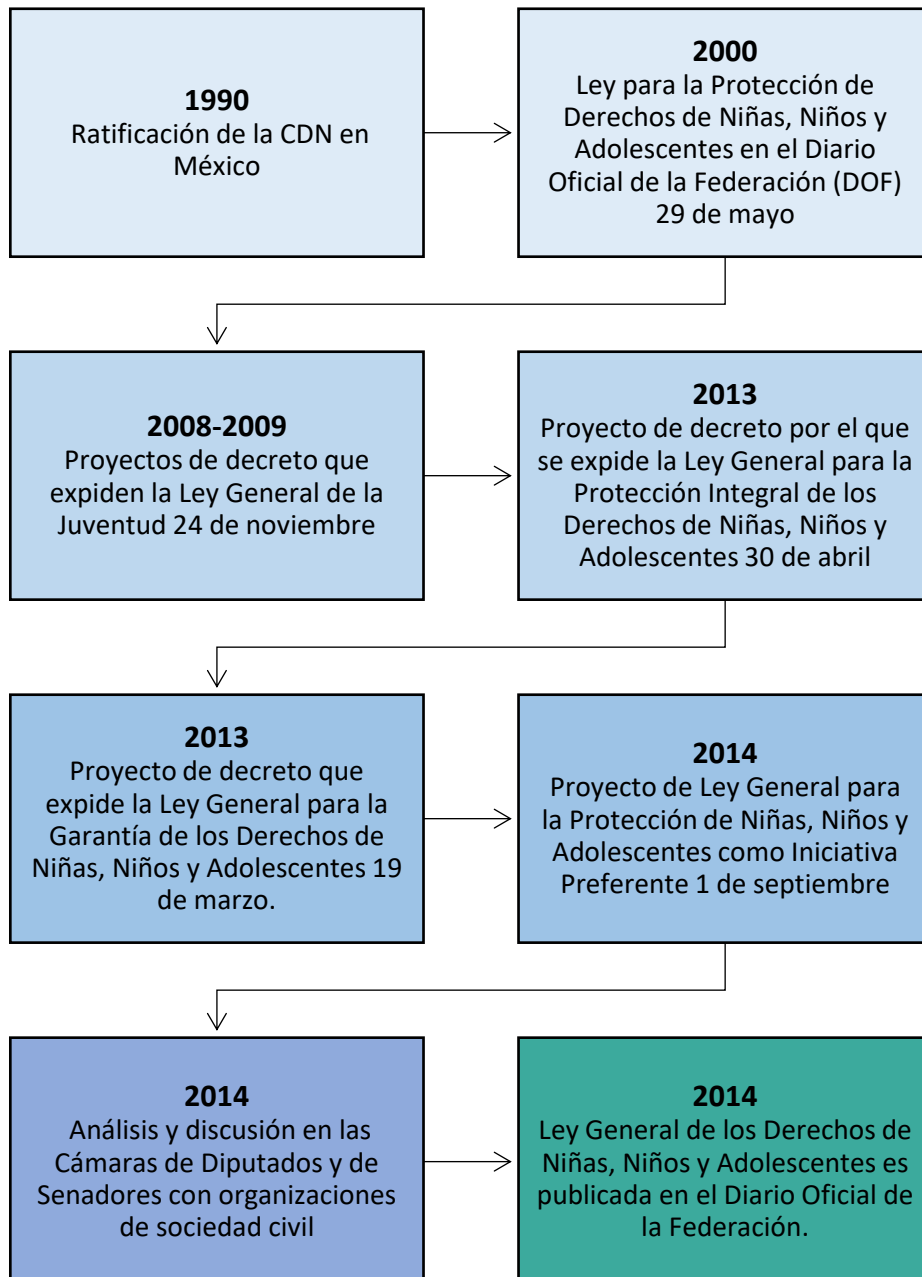 1990
Ratificación de la CDN en
México
2000
Ley para la Protección de
Derechos de Niñas, Niños y
Adolescentes en el Diario
Oficial de la Federación (DOF)
29 de mayo
2008-2009
Proyectos de decreto que
expiden la Ley General de la
Juventud 24 de noviembre
2013
Proyecto de decreto por el que
se expide la Ley General para la
Protección Integral de los
Derechos de Niñas, Niños y
Adolescentes 30 de abril
2013
Proyecto de decreto que
expide la Ley General para la
Garantía de los Derechos de
Niñas, Niños y Adolescentes 19
de marzo.
2014
Proyecto de Ley General para
la Protección de Niñas, Niños y
Adolescentes como Iniciativa
Preferente 1 de septiembre
2014
Análisis y discusión en las
Cámaras de Diputados y de
Senadores con organizaciones
de sociedad civil
2014
Ley General de los Derechos de
Niñas, Niños y Adolescentes es
publicada en el Diario Oficial de
la Federación.